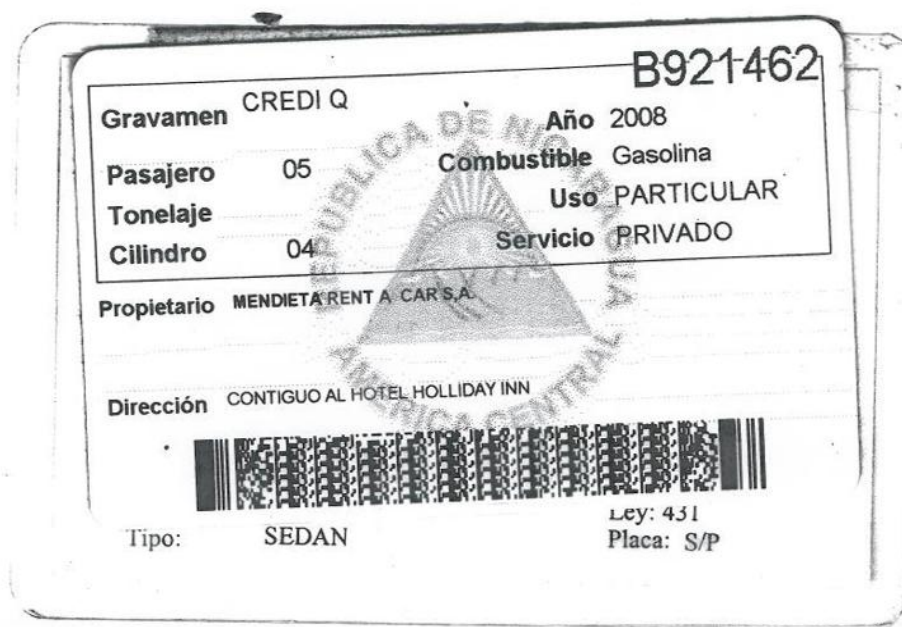 B921462
Gravamen CREDI Q
Año 2008
Pasajero 05
Combustible Gasolina
Tonelaje
Uso PARTICULAR
Cilindro 04
Servicio PRIVADO
Propietario MENDIETA RENT A CAR S,A.
Dirección CONTIGUO AL HOTEL HOLLIDAY INN
REPUBLICA DE NICARAGUA
AMERICA CENTRAL
Ley: 431
Tipo: SEDAN
Placa: S/P